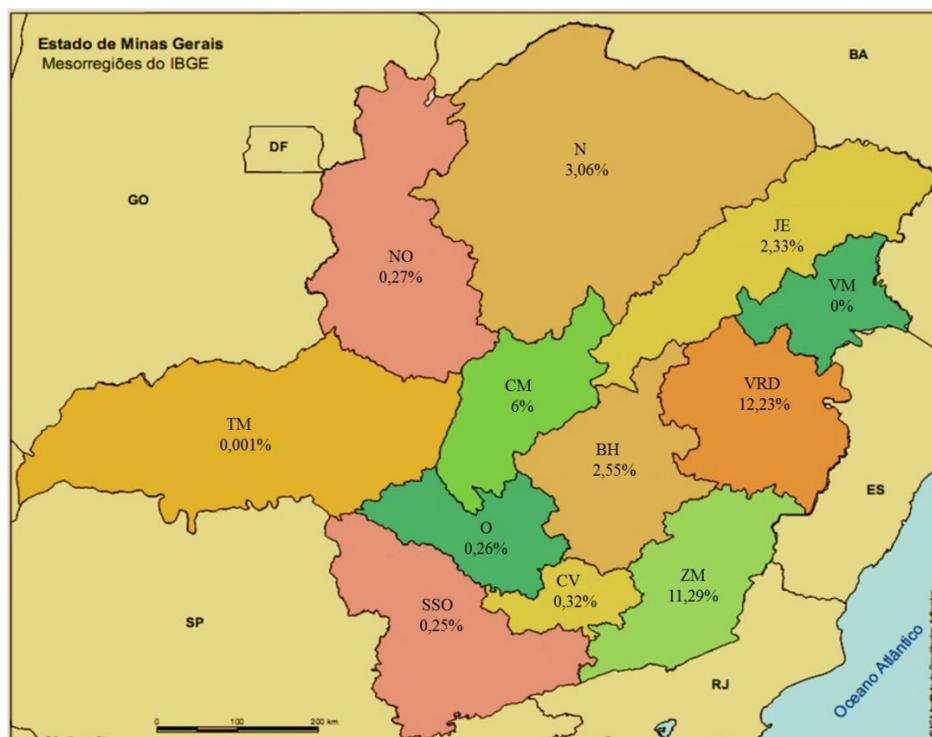 Estado de Minas Gerais
Mesorregiões do IBGE
BA
DF
GO
N
3,06%
JE
2,33%
NO
0,27%
VM
0%
CM
6%
VRD
12,23%
TM
0,001%
BH
2,55%
ES
O
0,26%
ZM
11,29%
CV
0,32%
SSO
0,25%
SP
RJ
Oceano Atlântico
0 100 200 km